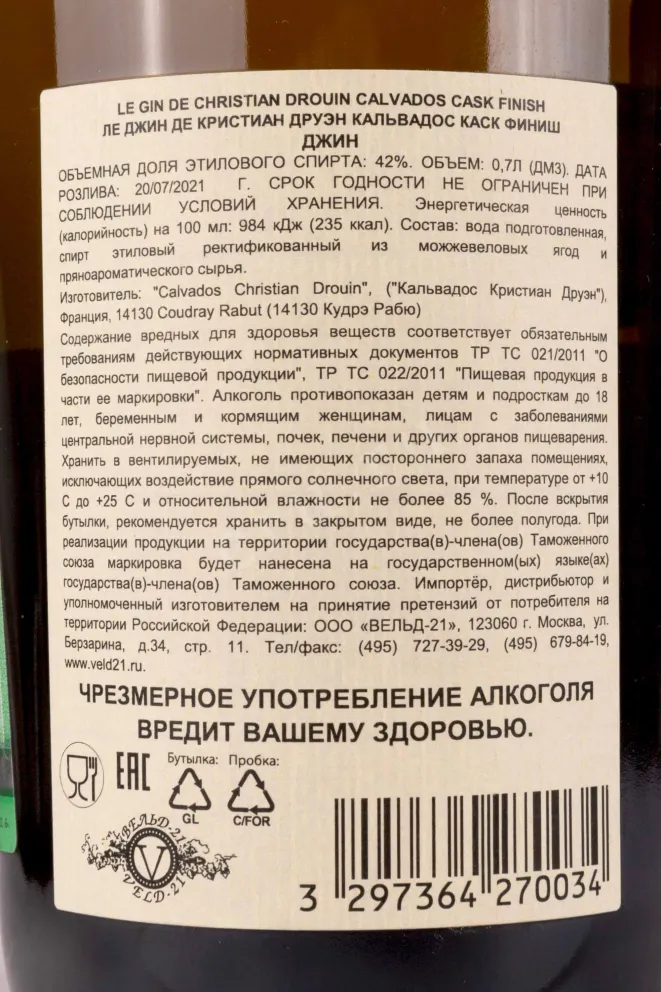 LE GIN DE CHRISTIAN DROUIN CALVADOS CASK FINISH
ЛЕ ДЖИН ДЕ КРИСТИАН ДРУЭН КАЛЬВАДОС КАСК ФИНИШ
ДЖИН
ОБЪЕМНАЯ ДОЛЯ ЭТИЛОВОГО СПИРТА: 42%. ОБЪЕМ: 0,7Л (ДМ3). ДАТА
РОЗЛИВА: 20/07/2021 Г. СРОК ГОДНОСТИ НЕ ОГРАНИЧЕН ПРИ
СОБЛЮДЕНИИ УСЛОВИЙ ХРАНЕНИЯ. Энергетическая ценность
(калорийность) на 100 мл: 984 кДж (235 ккал). Состав: вода подготовленная,
спирт этиловый ректификованный из можжевеловых ягод и
пряноароматического сырья.
Изготовитель: "Calvados Christian Drouin", ("Кальвадос Кристиан Друэн"),
Франция, 14130 Coudray Rabut (14130 Кудрэ Рабю)
Содержание вредных для здоровья веществ соответствует обязательным
требованиям действующих нормативных документов ТР ТС 021/2011 "О
безопасности пищевой продукции", ТР ТС 022/2011 "Пищевая продукция в
части ее маркировки". Алкоголь противопоказан детям и подросткам до 18
лет, беременным и кормящим женщинам, лицам с заболеваниями
центральной нервной системы, почек, печени и других органов пищеварения.
Хранить в вентилируемых, не имеющих постороннего запаха помещениях,
исключающих воздействие прямого солнечного света, при температуре от +10
С до +25 С и относительной влажности не более 85 %. После вскрытия
бутылки, рекомендуется хранить в закрытом виде, не более полугода. При
реализации продукции на территории государства(в)-члена(ов) Таможенного
союза маркировка будет нанесена на государственном(ых) языке(ах)
государства(в)-члена(ов) Таможенного союза. Импортёр, дистрибьютор и
уполномоченный изготовителем на принятие претензий от потребителя на
территории Российской Федерации: ООО «ВЕЛЬД-21», 123060 г. Москва, ул.
Берзарина, д.34, стр. 11. Тел/факс: (495) 727-39-29, (495) 679-84-19,
www.veld21.ru.
ЧРЕЗМЕРНОЕ УПОТРЕБЛЕНИЕ АЛКОГОЛЯ
ВРЕДИТ ВАШЕМУ ЗДОРОВЬЮ.
EAC
Бутылка: Пробка:
GL C/FOR
ВЕЛЬД-21
V
VELD-21
3 297364 270034